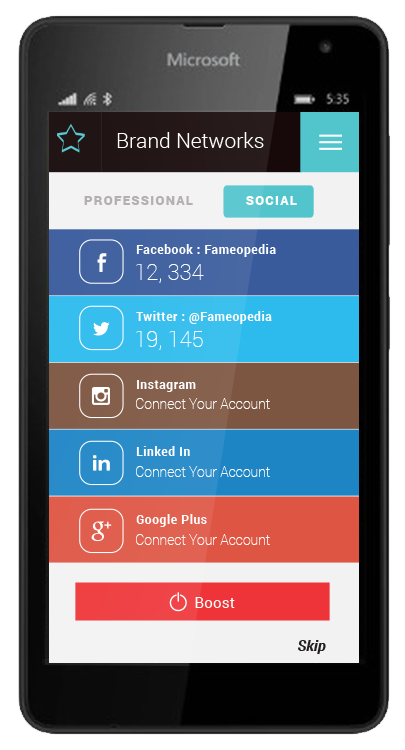 Microsoft
5:35
Brand Networks
PROFESSIONAL
SOCIAL
Facebook : Fameopedia
12, 334
Twitter : @Fameopedia
19, 145
Instagram
Connect Your Account
Linked In
Connect Your Account
Google Plus
Connect Your Account
Boost
Skip